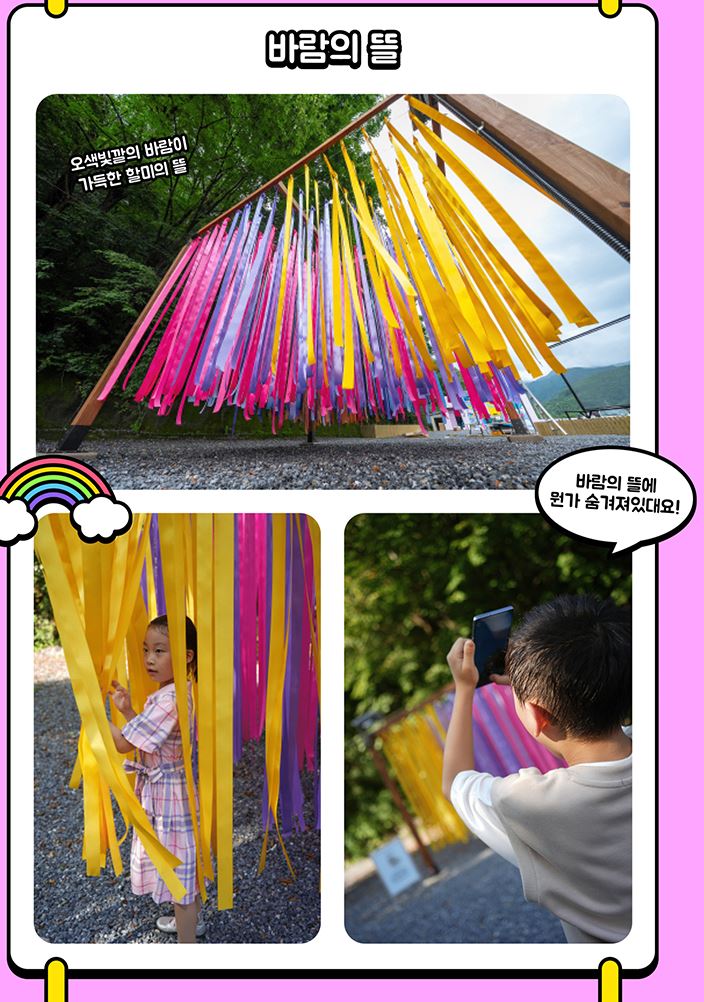 바람의 뜰
오색빛깔의 바람이
가득한 할미의 뜰
바람의 뜰에
뭔가 숨겨져있대요!